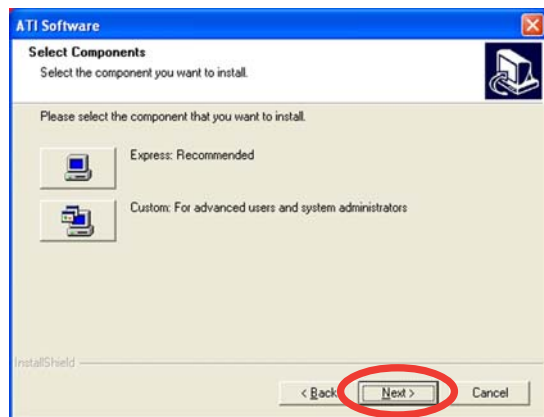 ATI Software
Select Components
Select the component you want to install.
Please select the component that you want to install.
Express: Recommended
Custom: For advanced users and system administrators
InstallShield
< Back
Next >
Cancel